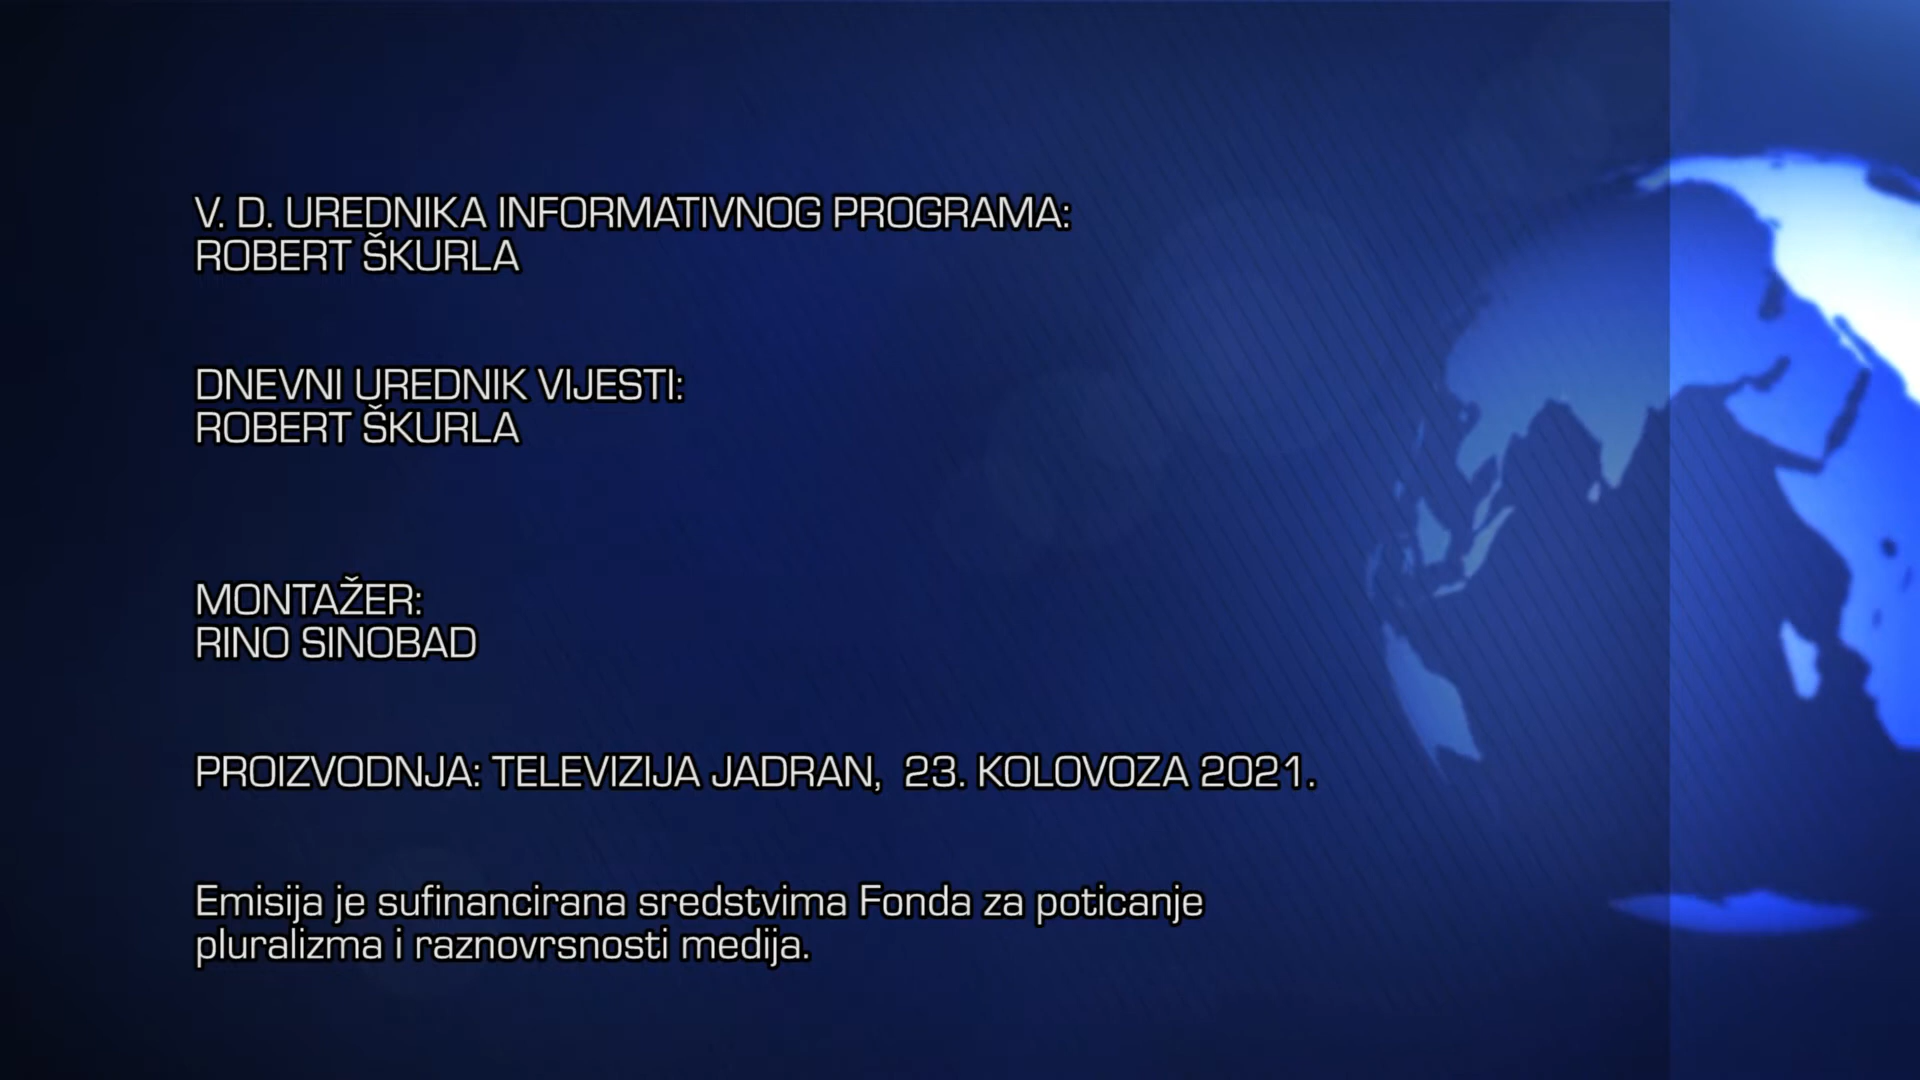 V. D. UREDNIKA INFORMATIVNOG PROGRAMA:
ROBERT ŠKURLA
DNEVNI UREDNIK VIJESTI:
ROBERT ŠKURLA
MONTAŽER:
RINO SINOBAD
PROIZVODNJA: TELEVIZIJA JADRAN, 23. KOLOVOZA 2021.
Emisija je sufinancirana sredstvima Fonda za poticanje
pluralizma i raznovrsnosti medija.